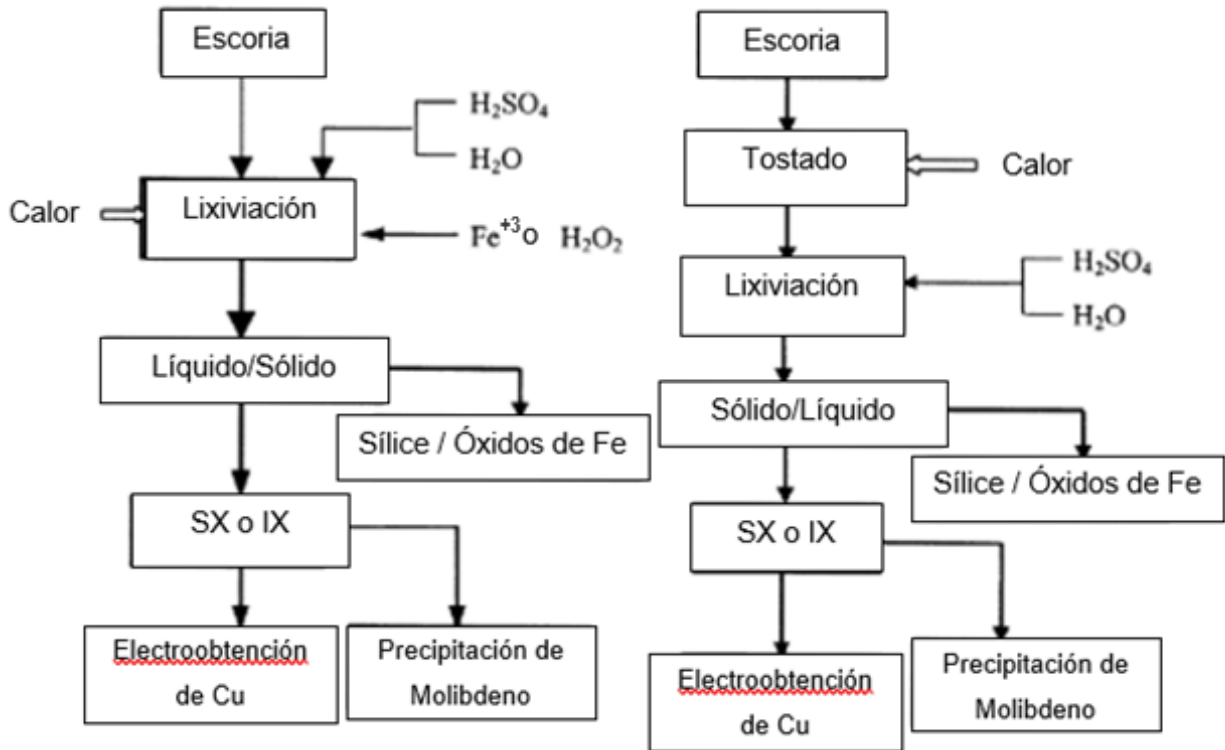 Escoria
H₂SO₄
H₂O
Calor
Lixiviación
Fe⁺³o H₂O₂
Líquido/Sólido
Sílice / Óxidos de Fe
SX o IX
Electroobtención
de Cu
Precipitación de
Molibdeno
Escoria
Tostado
Calor
Lixiviación
H₂SO₄
H₂O
Sólido/Líquido
Sílice / Óxidos de Fe
SX o IX
Electroobtención
de Cu
Precipitación de
Molibdeno